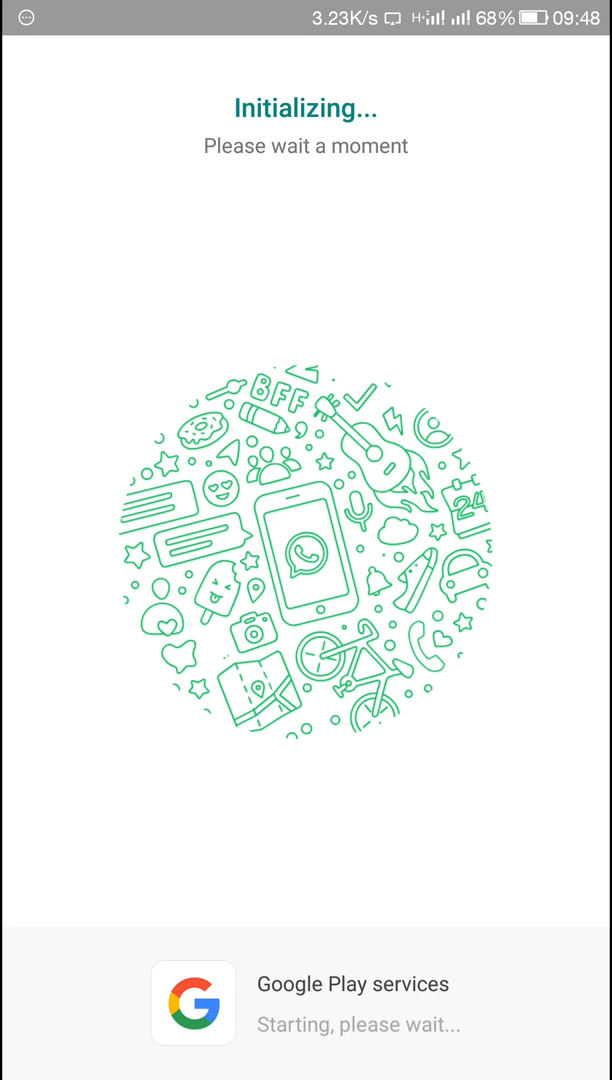 3.23K/s H+ 68% 09:48
Initializing...
Please wait a moment
BFF
24
Google Play services
Starting, please wait...